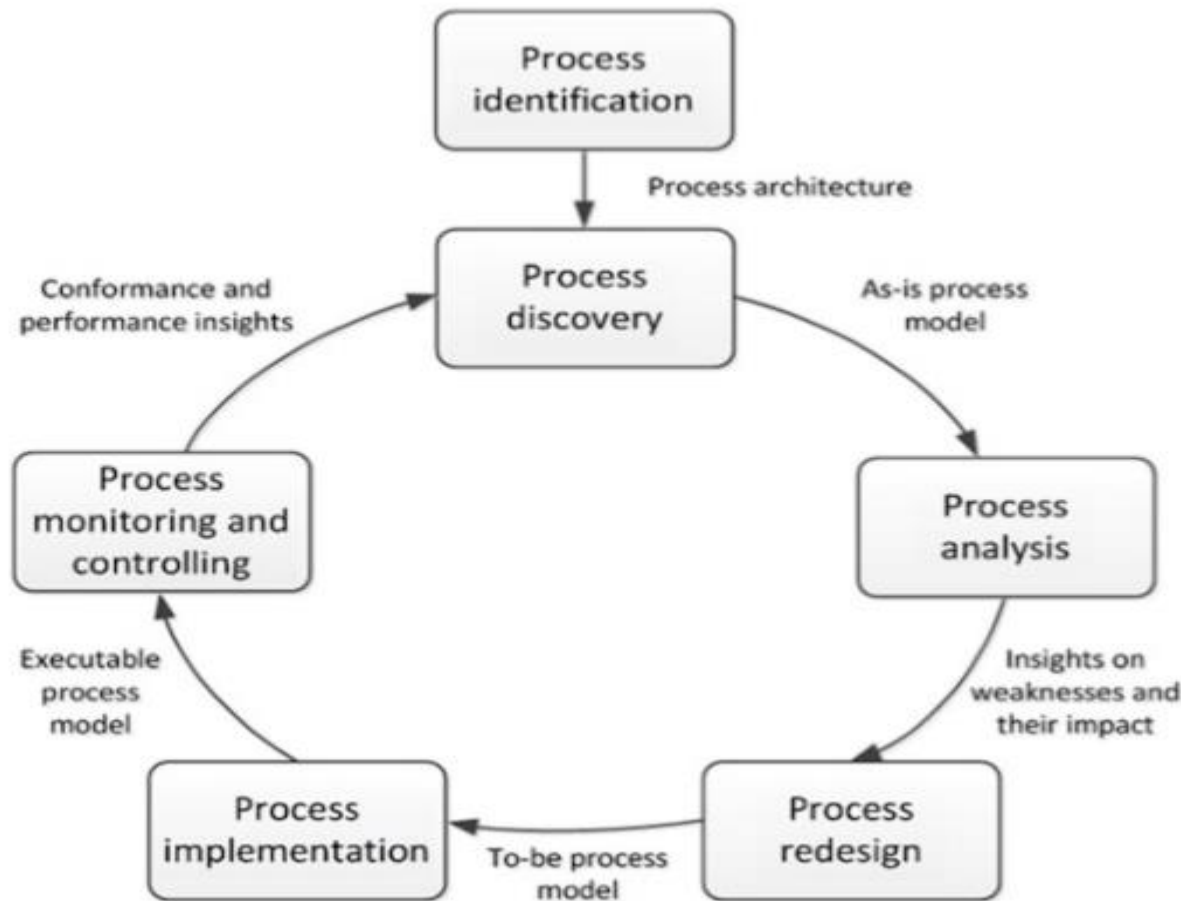 Process
identification
Process architecture
Process
discovery
Conformance and
performance insights
As-is process
model
Process
monitoring and
controlling
Process
analysis
Executable
process
model
Insights on
weaknesses and
their impact
Process
implementation
To-be process
model
Process
redesign